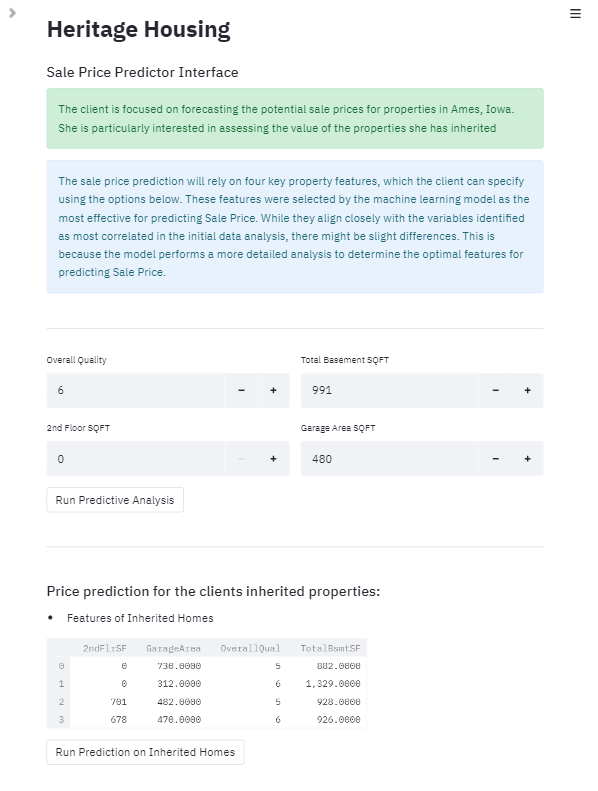 Heritage Housing
Sale Price Predictor Interface
The client is focused on forecasting the potential sale prices for properties in Ames, Iowa.
She is particularly interested in assessing the value of the properties she has inherited
The sale price prediction will rely on four key property features, which the client can specify
using the options below. These features were selected by the machine learning model as the
most effective for predicting Sale Price. While they align closely with the variables identified
as most correlated in the initial data analysis, there might be slight differences. This is
because the model performs a more detailed analysis to determine the optimal features for
predicting Sale Price.
Overall Quality Total Basement SQFT
6 − + 991 − +
2nd Floor SQFT Garage Area SQFT
0 − + 480 − +
Run Predictive Analysis
Price prediction for the clients inherited properties:
• Features of Inherited Homes
2ndFlrSF GarageArea OverallQual TotalBsmtSF
0 0 730.0000 5 882.0000
1 0 312.0000 6 1,329.0000
2 701 482.0000 5 928.0000
3 678 470.0000 6 926.0000
Run Prediction on Inherited Homes